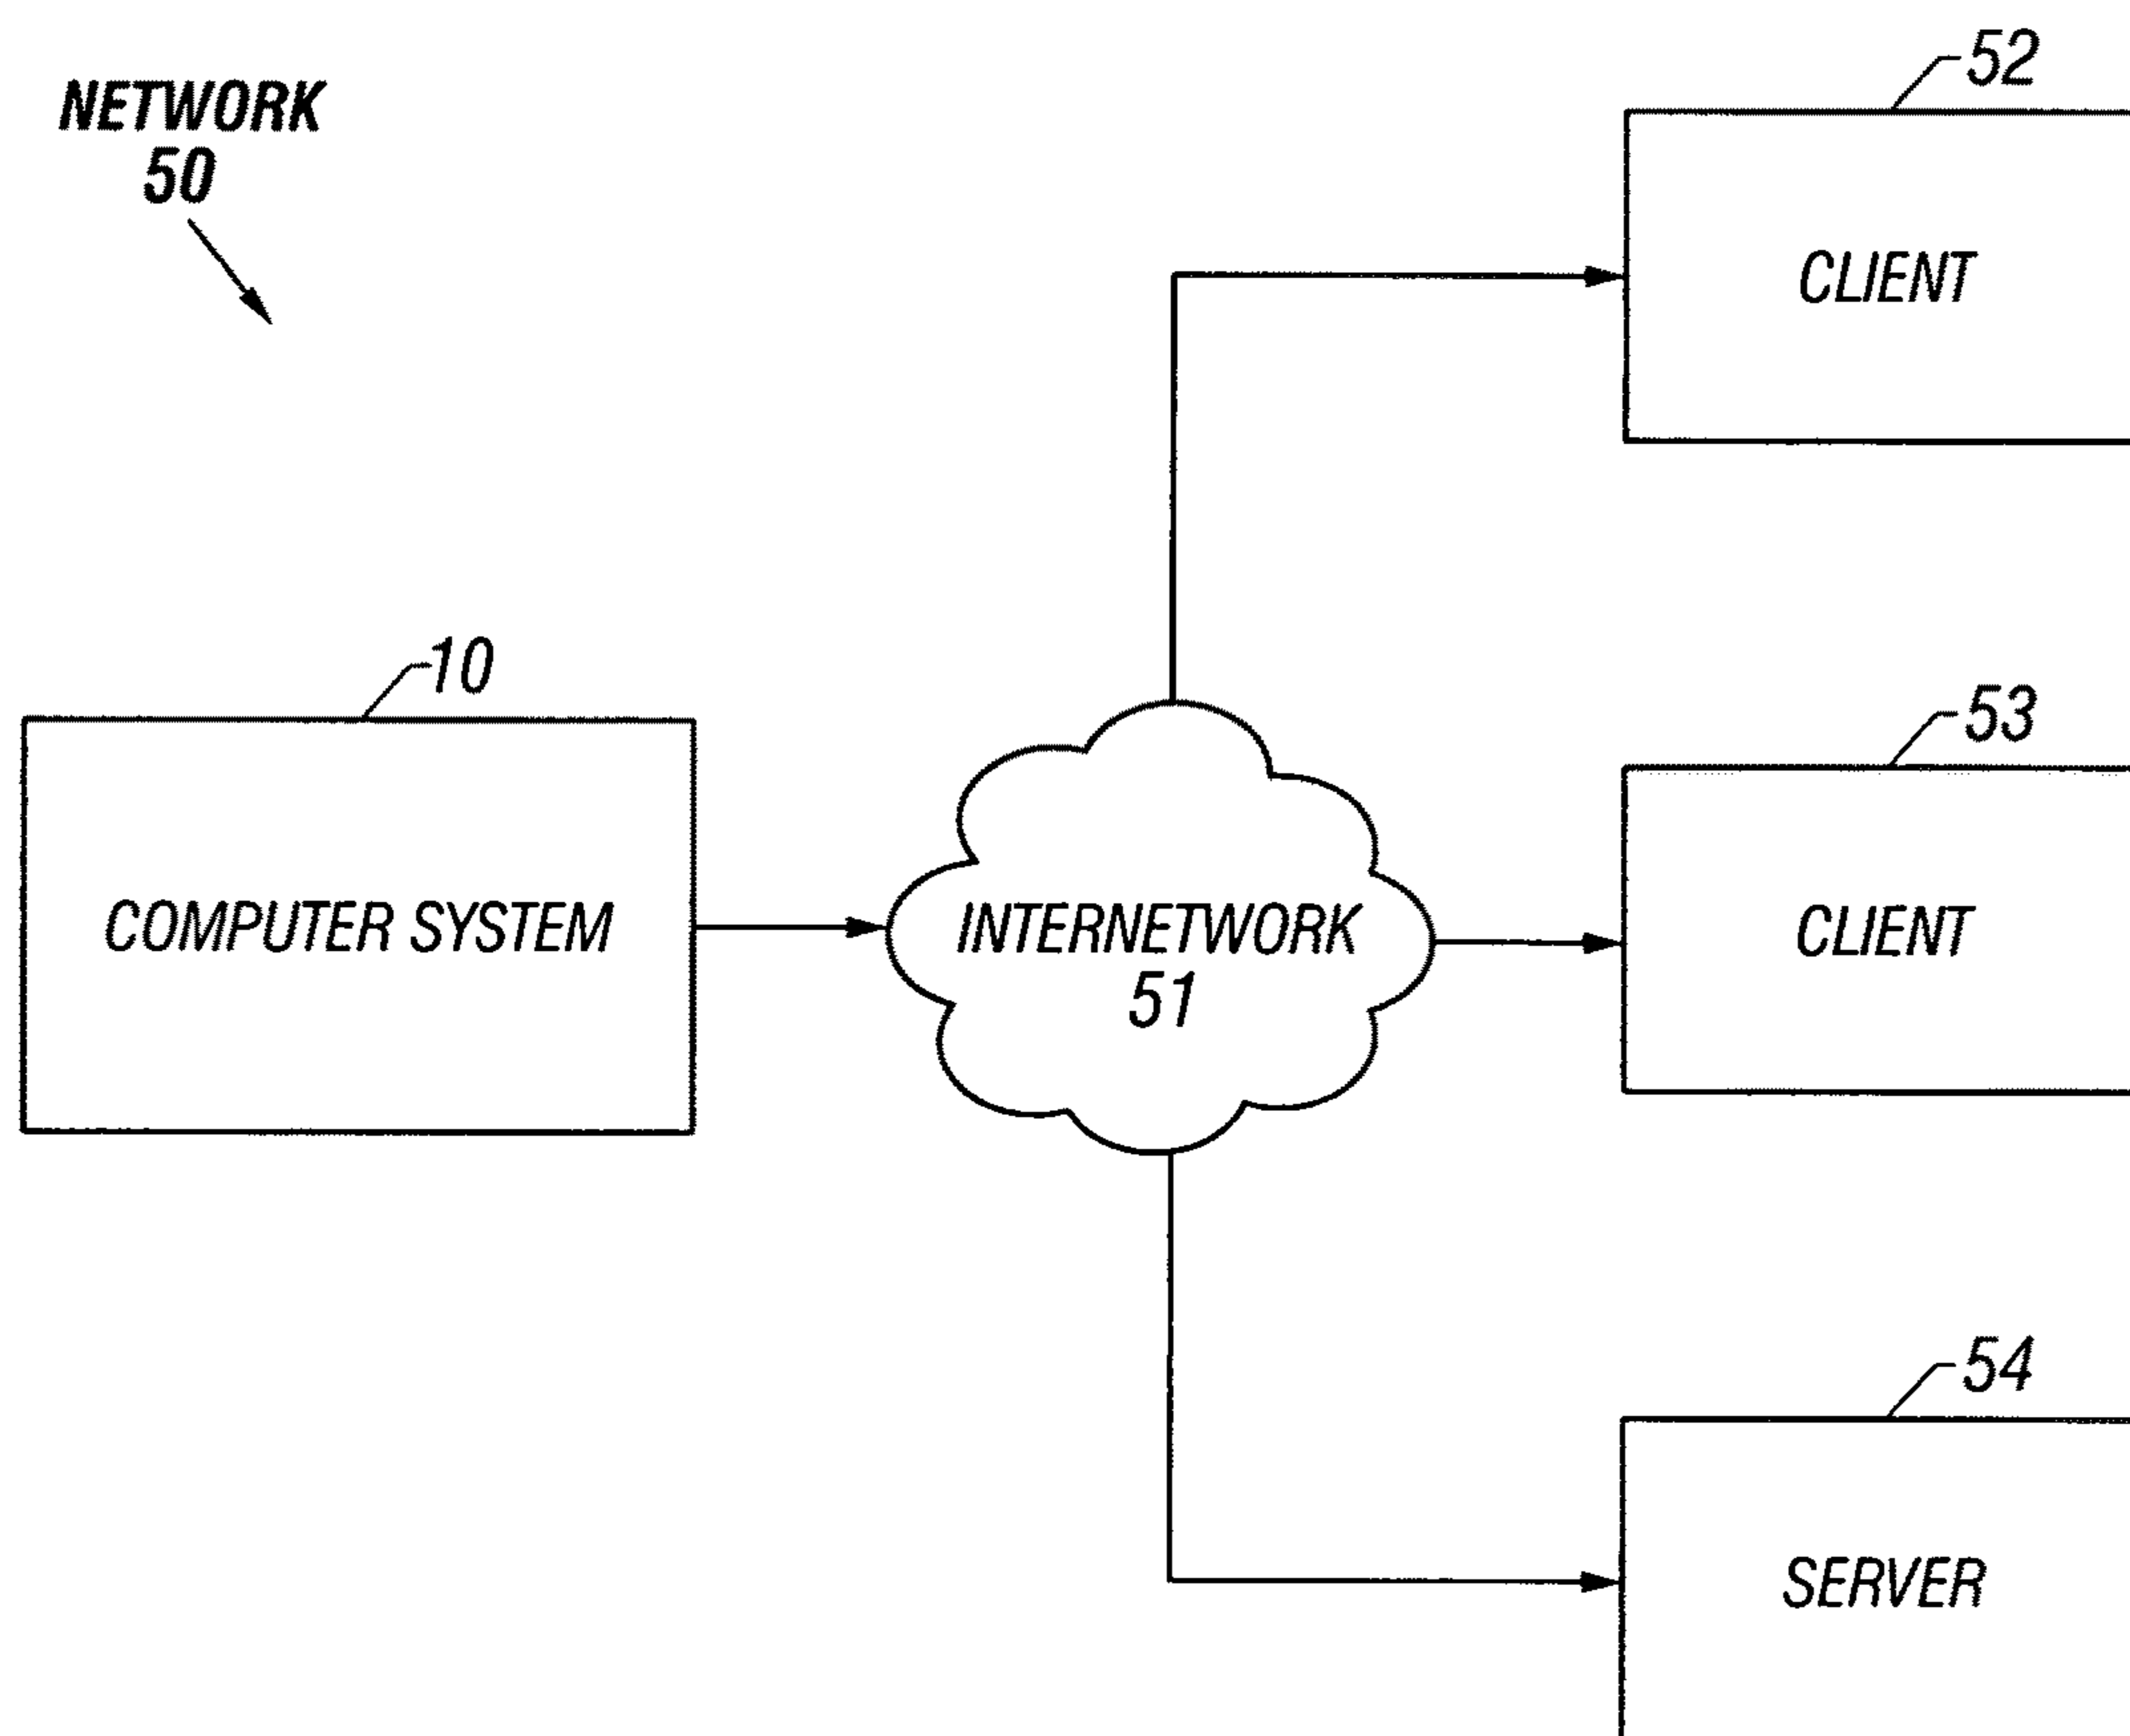 NETWORK
50
52
CLIENT
10
COMPUTER SYSTEM
INTERNETWORK
51
53
CLIENT
54
SERVER